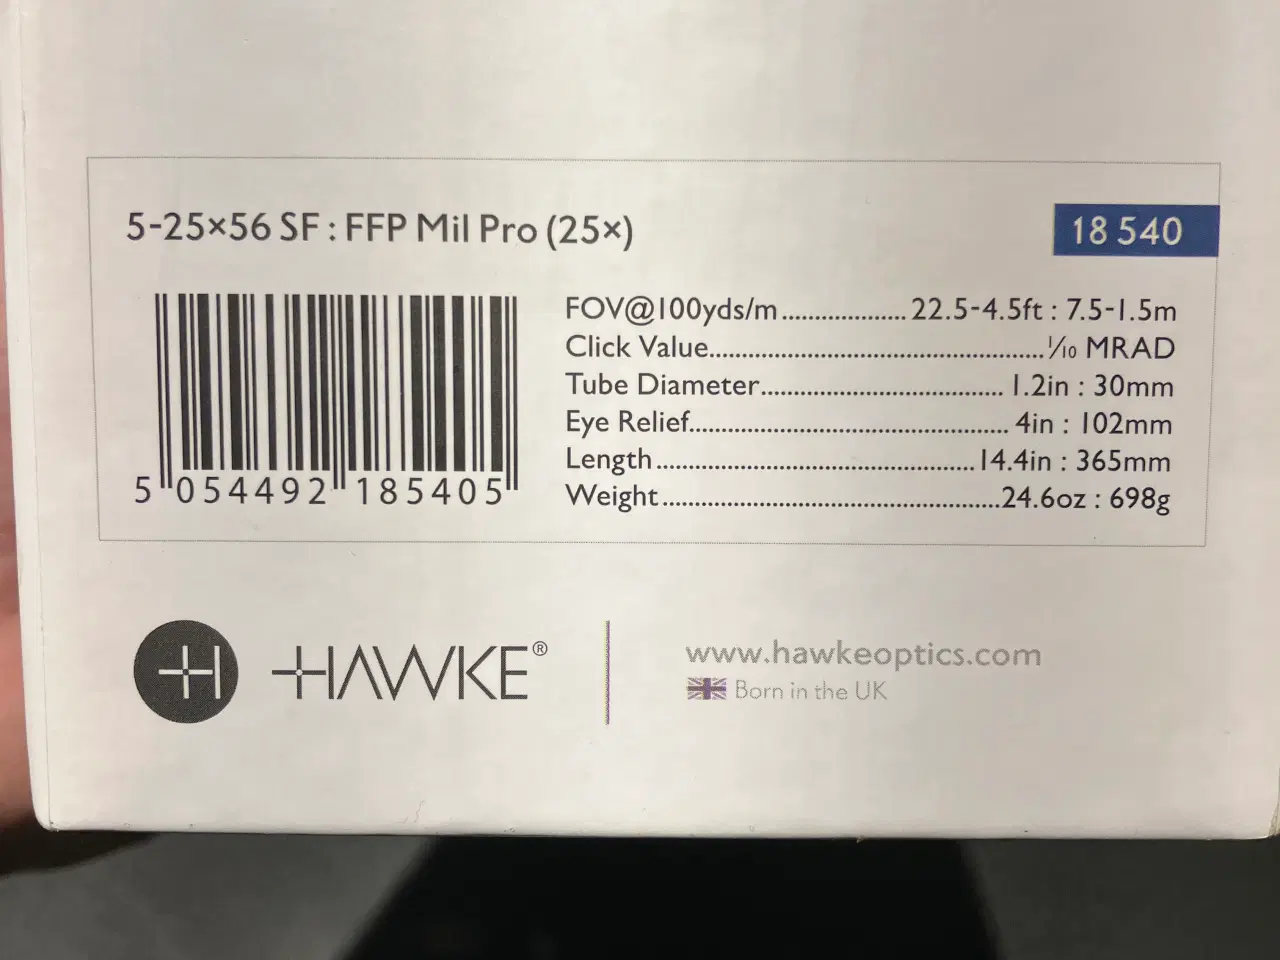 5-25×56 SF : FFP Mil Pro (25×)
18 540
FOV@100yds/m.................. 22.5-4.5ft : 7.5-1.5m
Click Value.....................................................1/10 MRAD
Tube Diameter...................................... 1.2in : 30mm
Eye Relief.................................................. 4in : 102mm
Length..................................................14.4in : 365mm
Weight.....................................................24.6oz : 698g
5 054492 185405
HAWKE®
www.hawkeoptics.com
Born in the UK